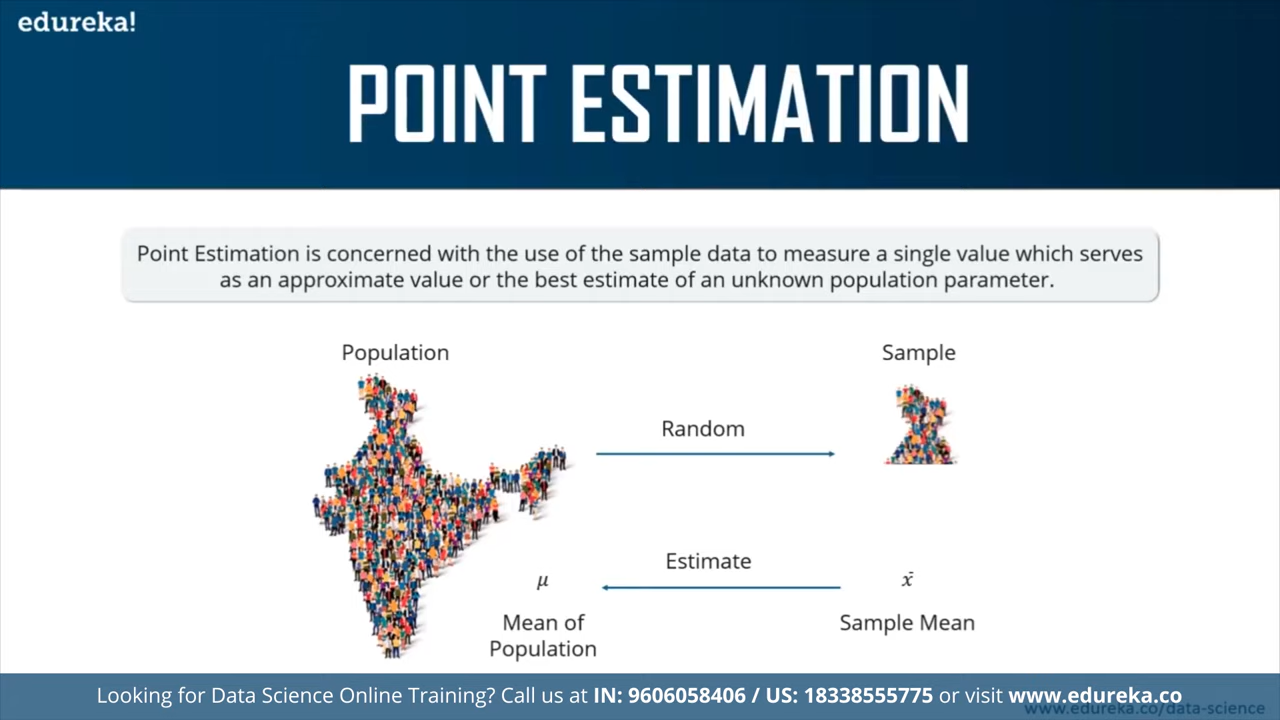 edureka!
POINT ESTIMATION
Point Estimation is concerned with the use of the sample data to measure a single value which serves
as an approximate value or the best estimate of an unknown population parameter.
Population
Sample
Random
Estimate
μ
x̄
Mean of
Population
Sample Mean
Looking for Data Science Online Training? Call us at IN: 9606058406 / US: 18338555775 or visit www.edureka.co
www.edureka.co/data-science